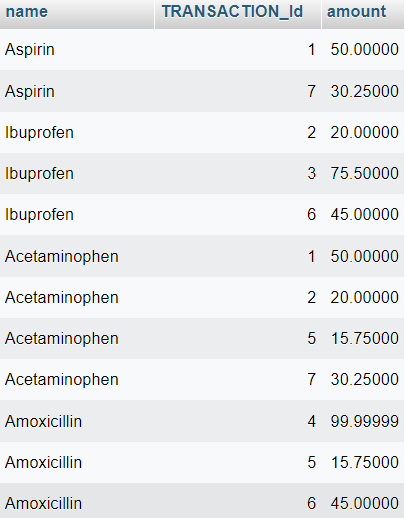 name TRANSACTION_Id amount
Aspirin 1 50.00000
Aspirin 7 30.25000
Ibuprofen 2 20.00000
Ibuprofen 3 75.50000
Ibuprofen 6 45.00000
Acetaminophen 1 50.00000
Acetaminophen 2 20.00000
Acetaminophen 5 15.75000
Acetaminophen 7 30.25000
Amoxicillin 4 99.99999
Amoxicillin 5 15.75000
Amoxicillin 6 45.00000